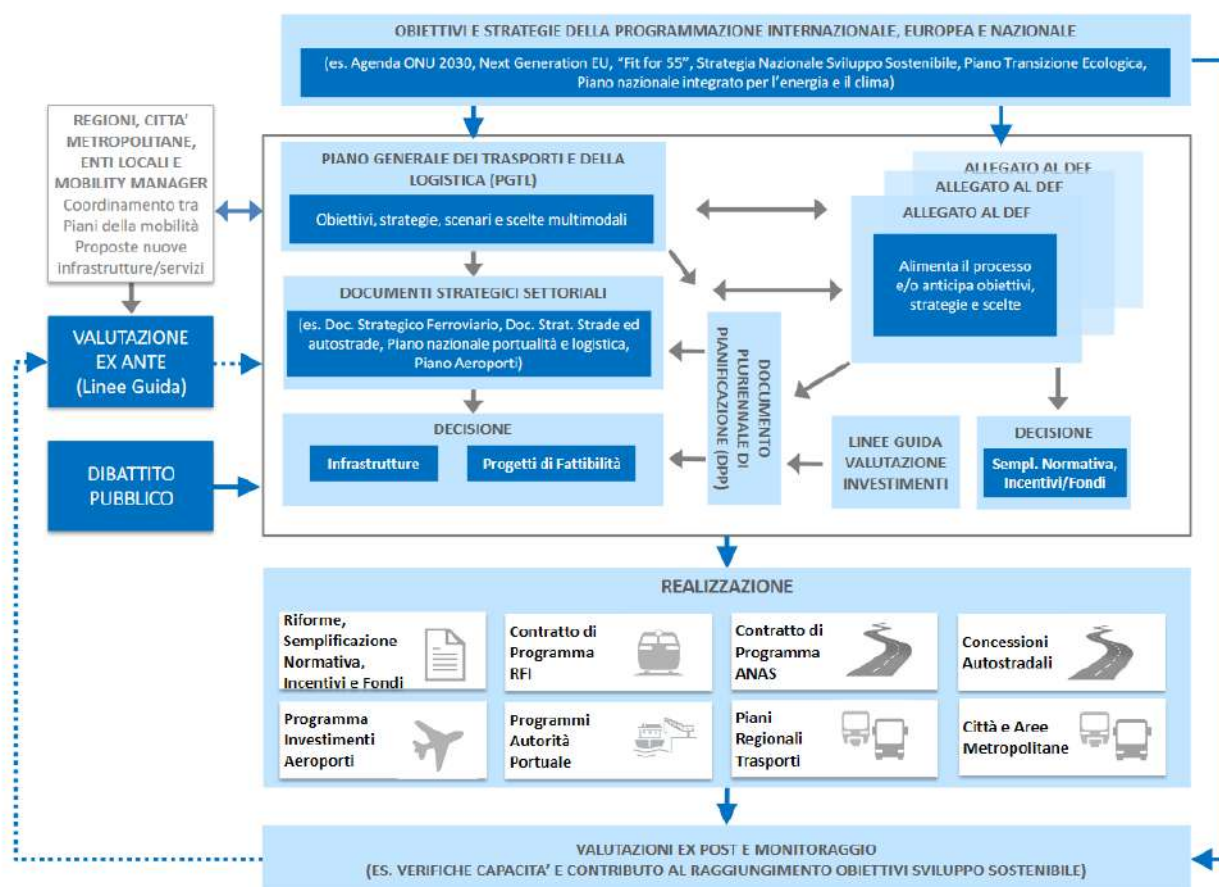 OBIETTIVI E STRATEGIE DELLA PROGRAMMAZIONE INTERNAZIONALE, EUROPEA E NAZIONALE
(es. Agenda ONU 2030, Next Generation EU, “Fit for 55”, Strategia Nazionale Sviluppo Sostenibile, Piano Transizione Ecologica,
Piano nazionale integrato per l’energia e il clima)
REGIONI, CITTA’
METROPOLITANE,
ENTI LOCALI E
MOBILITY MANAGER
Coordinamento tra
Piani della mobilità
Proposte nuove
infrastrutture/servizi
PIANO GENERALE DEI TRASPORTI E DELLA
LOGISTICA (PGTL)
Obiettivi, strategie, scenari e scelte multimodali
ALLEGATO AL DEF
ALLEGATO AL DEF
ALLEGATO AL DEF
Alimenta il processo
e/o anticipa obiettivi,
strategie e scelte
DOCUMENTI STRATEGICI SETTORIALI
(es. Doc. Strategico Ferroviario, Doc. Strat. Strade ed
autostrade, Piano nazionale portualità e logistica,
Piano Aeroporti)
VALUTAZIONE
EX ANTE
(Linee Guida)
DOCUMENTO
PLURIENNALE DI
PIANIFICAZIONE (DPP)
DECISIONE
Infrastrutture
Progetti di Fattibilità
LINEE GUIDA
VALUTAZIONE
INVESTIMENTI
DECISIONE
Sempl. Normativa,
Incentivi/Fondi
DIBATTITO
PUBBLICO
REALIZZAZIONE
Riforme,
Semplificazione
Normativa,
Incentivi e Fondi
Contratto di
Programma
RFI
Contratto di
Programma
ANAS
Concessioni
Autostradali
Programma
Investimenti
Aeroporti
Programmi
Autorità
Portuale
Piani
Regionali
Trasporti
Città e Aree
Metropolitane
VALUTAZIONI EX POST E MONITORAGGIO
(ES. VERIFICHE CAPACITA’ E CONTRIBUTO AL RAGGIUNGIMENTO OBIETTIVI SVILUPPO SOSTENIBILE)